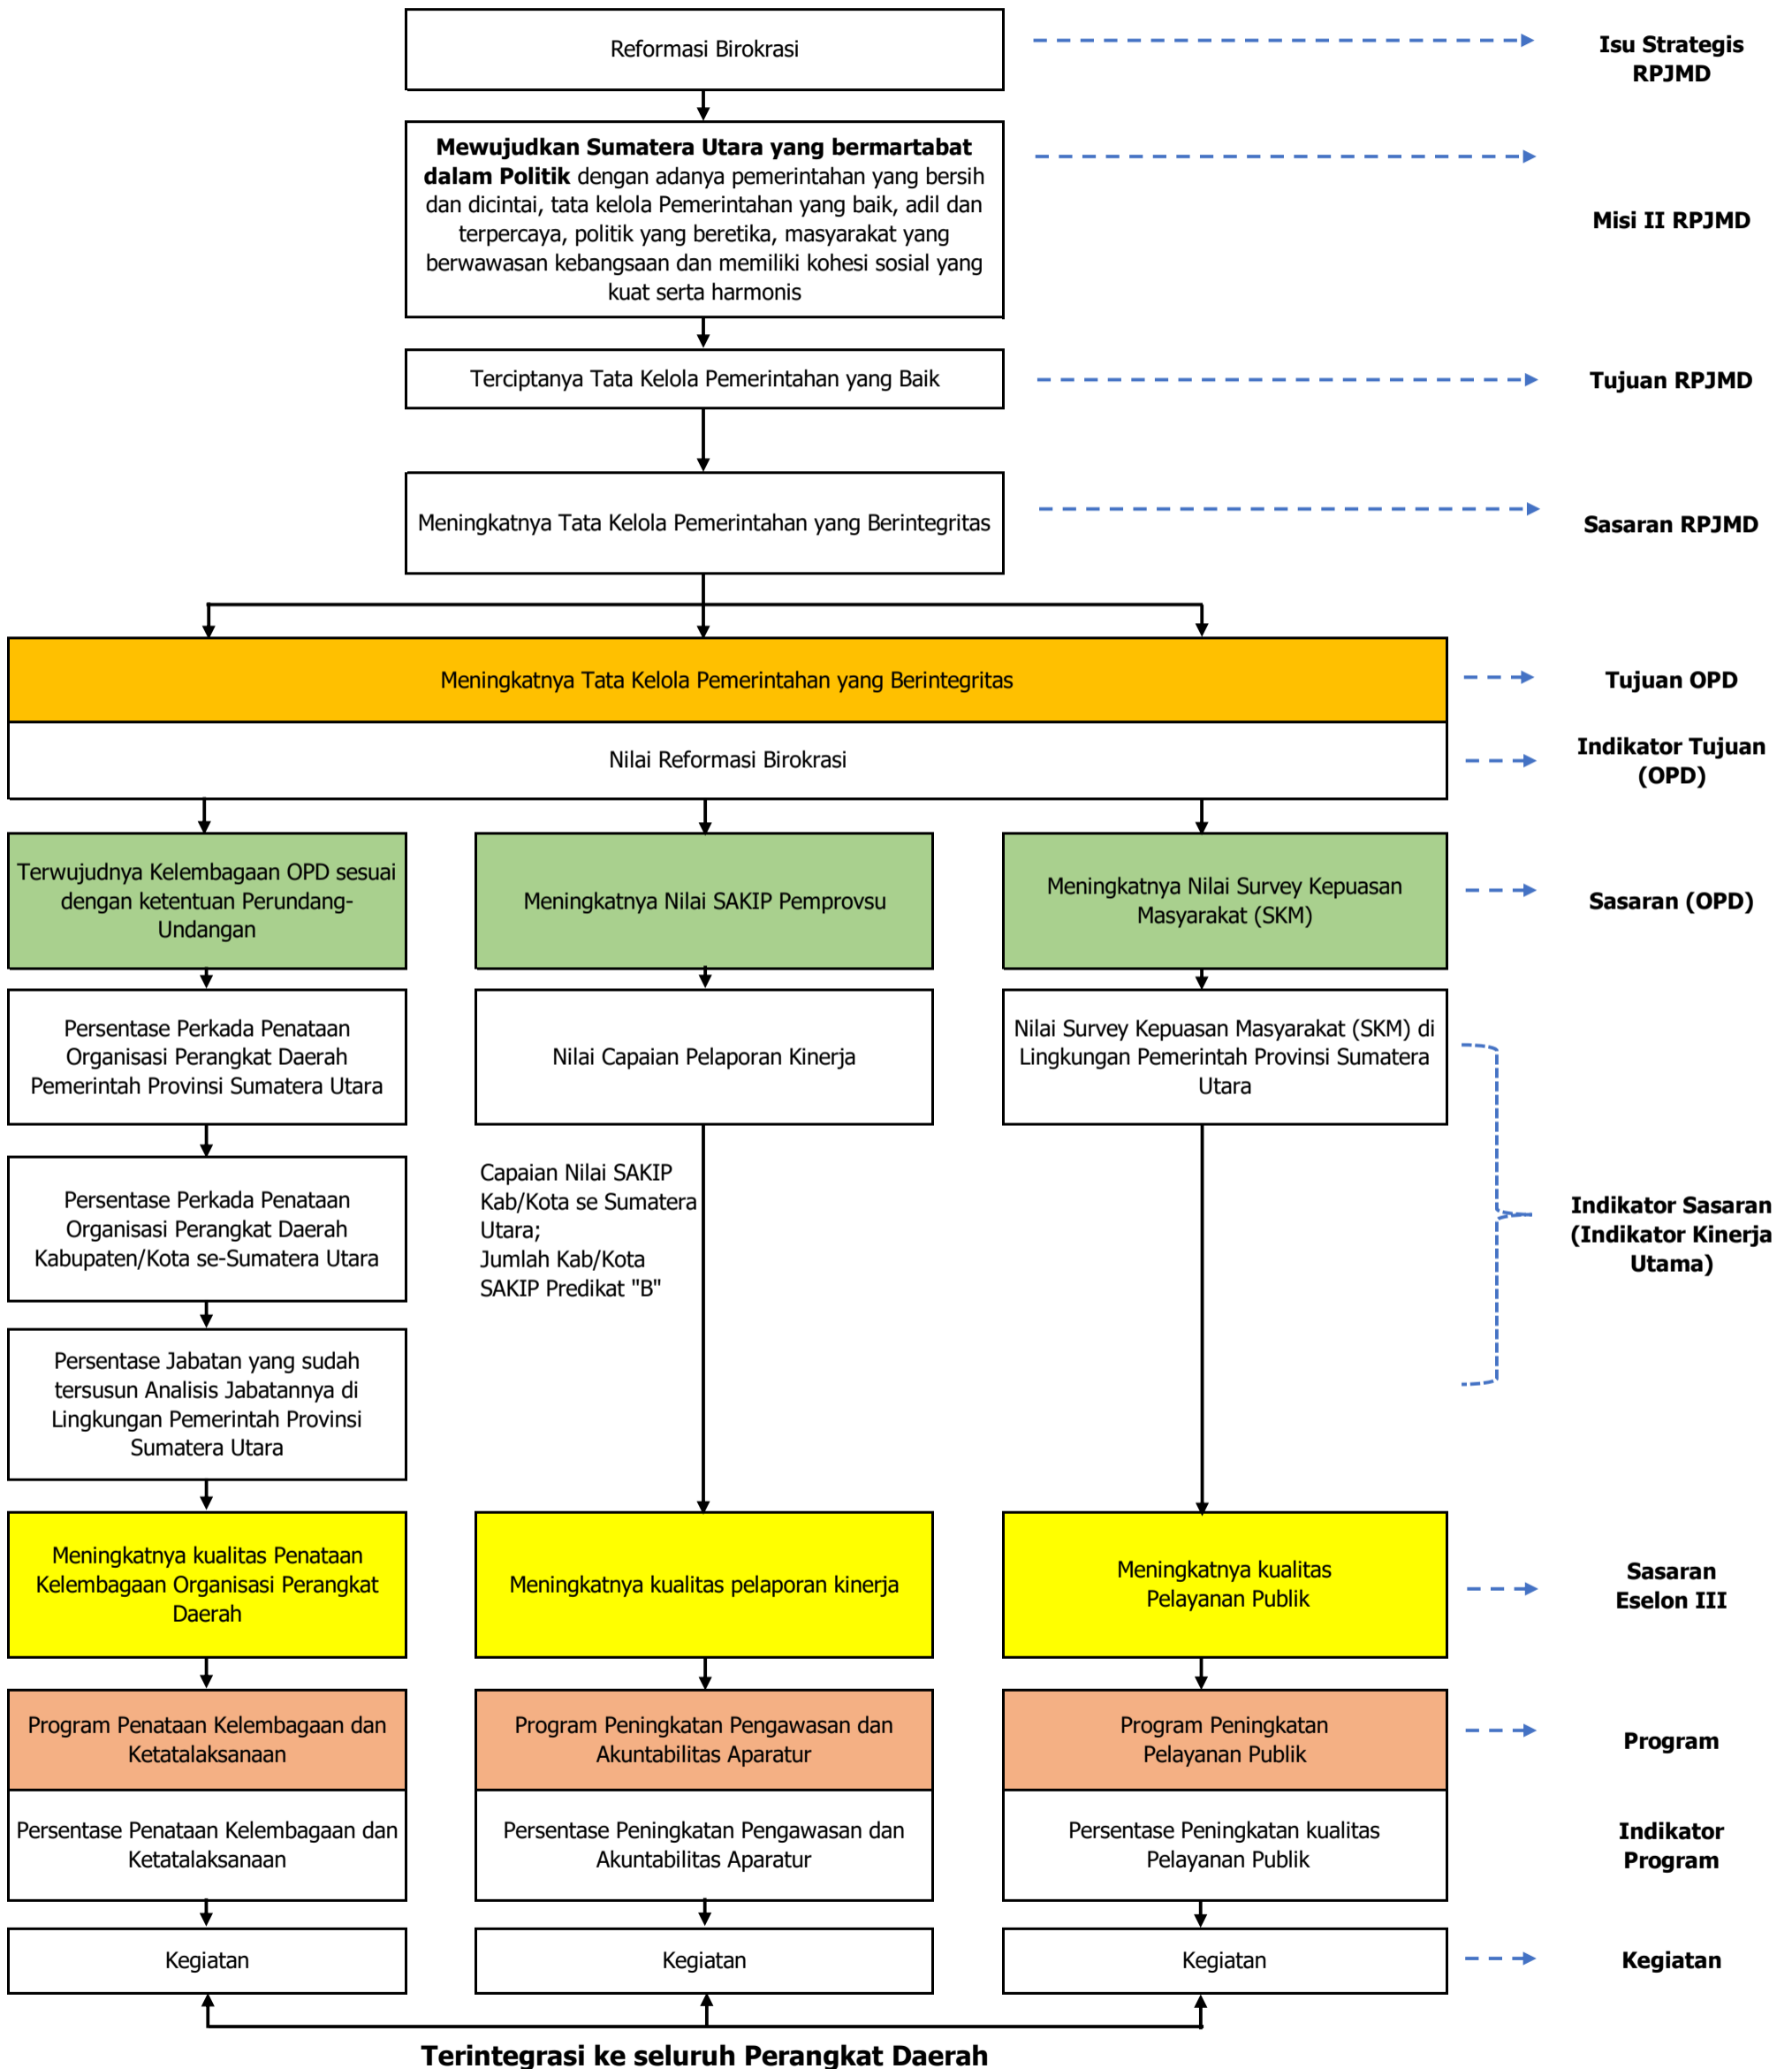 Reformasi Birokrasi
Isu Strategis
RPJMD
Mewujudkan Sumatera Utara yang bermartabat
dalam Politik dengan adanya pemerintahan yang bersih
dan dicintai, tata kelola Pemerintahan yang baik, adil dan
terpercaya, politik yang beretika, masyarakat yang
berwawasan kebangsaan dan memiliki kohesi sosial yang
kuat serta harmonis
Misi II RPJMD
Terciptanya Tata Kelola Pemerintahan yang Baik
Tujuan RPJMD
Meningkatnya Tata Kelola Pemerintahan yang Berintegritas
Sasaran RPJMD
Meningkatnya Tata Kelola Pemerintahan yang Berintegritas
Tujuan OPD
Nilai Reformasi Birokrasi
Indikator Tujuan
(OPD)
Terwujudnya Kelembagaan OPD sesuai
dengan ketentuan Perundang-
Undangan
Meningkatnya Nilai SAKIP Pemprovsu
Meningkatnya Nilai Survey Kepuasan
Masyarakat (SKM)
Sasaran (OPD)
Persentase Perkada Penataan
Organisasi Perangkat Daerah
Pemerintah Provinsi Sumatera Utara
Nilai Capaian Pelaporan Kinerja
Nilai Survey Kepuasan Masyarakat (SKM) di
Lingkungan Pemerintah Provinsi Sumatera
Utara
Persentase Perkada Penataan
Organisasi Perangkat Daerah
Kabupaten/Kota se-Sumatera Utara
Capaian Nilai SAKIP
Kab/Kota se Sumatera
Utara;
Jumlah Kab/Kota
SAKIP Predikat "B"
Indikator Sasaran
(Indikator Kinerja
Utama)
Persentase Jabatan yang sudah
tersusun Analisis Jabatannya di
Lingkungan Pemerintah Provinsi
Sumatera Utara
Meningkatnya kualitas Penataan
Kelembagaan Organisasi Perangkat
Daerah
Meningkatnya kualitas pelaporan kinerja
Meningkatnya kualitas
Pelayanan Publik
Sasaran
Eselon III
Program Penataan Kelembagaan dan
Ketatalaksanaan
Program Peningkatan Pengawasan dan
Akuntabilitas Aparatur
Program Peningkatan
Pelayanan Publik
Program
Persentase Penataan Kelembagaan dan
Ketatalaksanaan
Persentase Peningkatan Pengawasan dan
Akuntabilitas Aparatur
Persentase Peningkatan kualitas
Pelayanan Publik
Indikator
Program
Kegiatan
Kegiatan
Kegiatan
Kegiatan
Terintegrasi ke seluruh Perangkat Daerah